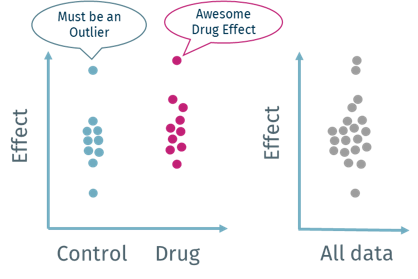 Must be an
Outlier
Awesome
Drug Effect
Effect
Control
Drug
Effect
All data